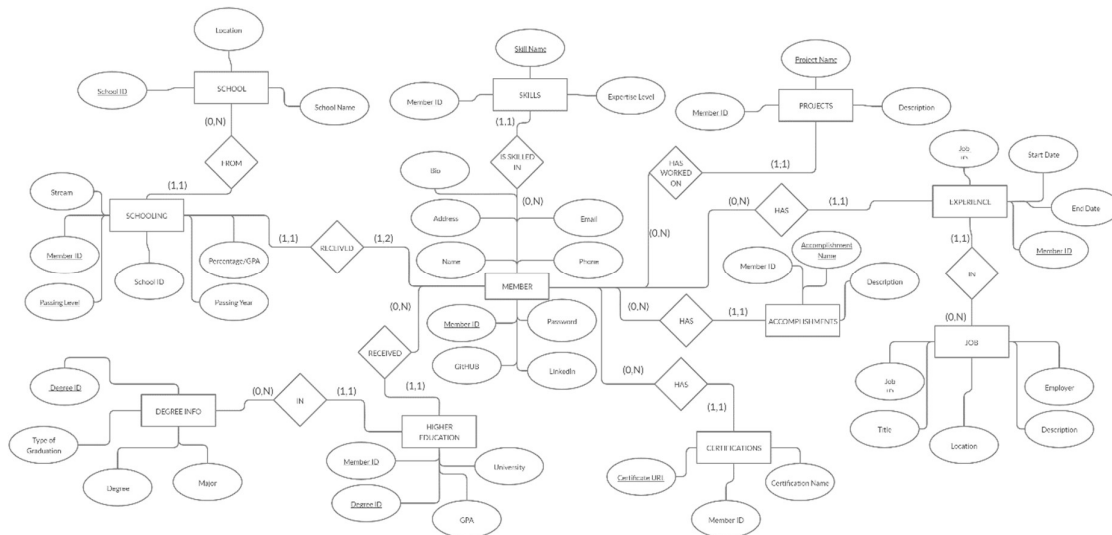 Location
School ID
SCHOOL
School Name
(0,N)
FROM
(1,1)
Stream
SCHOOLING
Member ID
Percentage/GPA
School ID
Passing Level
Passing Year
(1,1)
RECEIVED
(1,2)
Skill Name
Member ID
SKILLS
Expertise Level
(1,1)
IS SKILLED
IN
(0,N)
Bio
Address
Email
Name
Phone
MEMBER
Member ID
Password
GitHUB
LinkedIn
Project Name
Member ID
PROJECTS
Description
(1,1)
HAS
WORKED
ON
(0,N)
(0,N)
HAS
(1,1)
Job
Start Date
EXPERIENCE
End Date
Member ID
(1,1)
IN
(0,N)
JOB
Job
Employer
Title
Description
Location
Accomplishment
Name
Member ID
Description
(0,N)
HAS
(1,1)
ACCOMPLISHMENTS
(0,N)
HAS
(1,1)
CERTIFICATIONS
Certificate URL
Certification Name
Member ID
(0,N)
RECEIVED
(1,1)
HIGHER
EDUCATION
Member ID
University
Degree ID
GPA
(1,1)
IN
(0,N)
Degree ID
DEGREE INFO
Type of
Graduation
Degree
Major